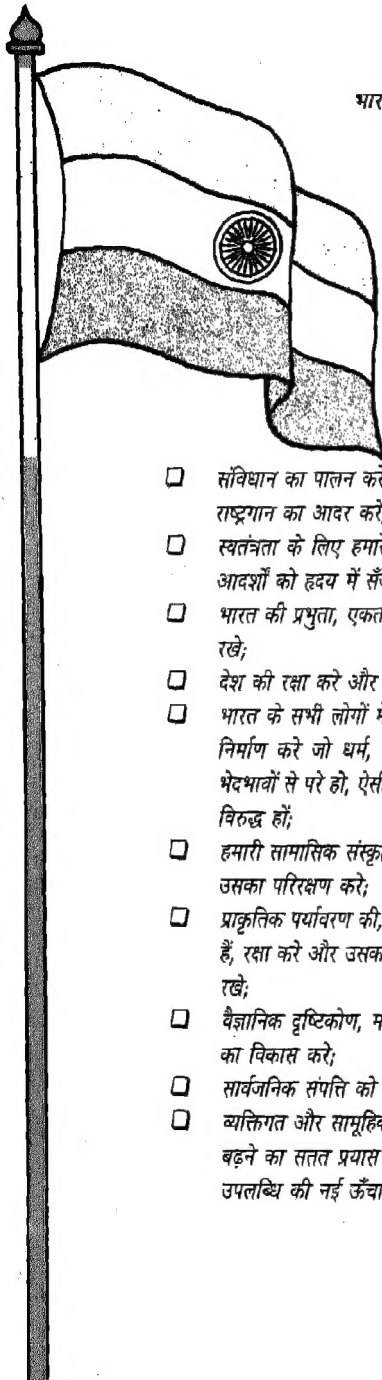 भार
संविधान का पालन करे
राष्ट्रगान का आदर करे
स्वतंत्रता के लिए हमारे
आदर्शों को हृदय में
भारत की प्रभुता, एकत
रखे;
देश की रक्षा करे और
भारत के सभी लोगों में
निर्माण करे जो धर्म,
भेदभावों से परे हो, ऐसी
विरुद्ध हों;
हमारी सामासिक संस्कृ
उसका परिरक्षण करे;
प्राकृतिक पर्यावरण की,
हैं, रक्षा करे और उसका
रखे;
वैज्ञानिक दृष्टिकोण, म
का विकास करे;
सार्वजनिक संपत्ति को
व्यक्तिगत और सामूहिक
बढ़ने का सतत प्रयास
उपलब्धि की नई ऊँचा